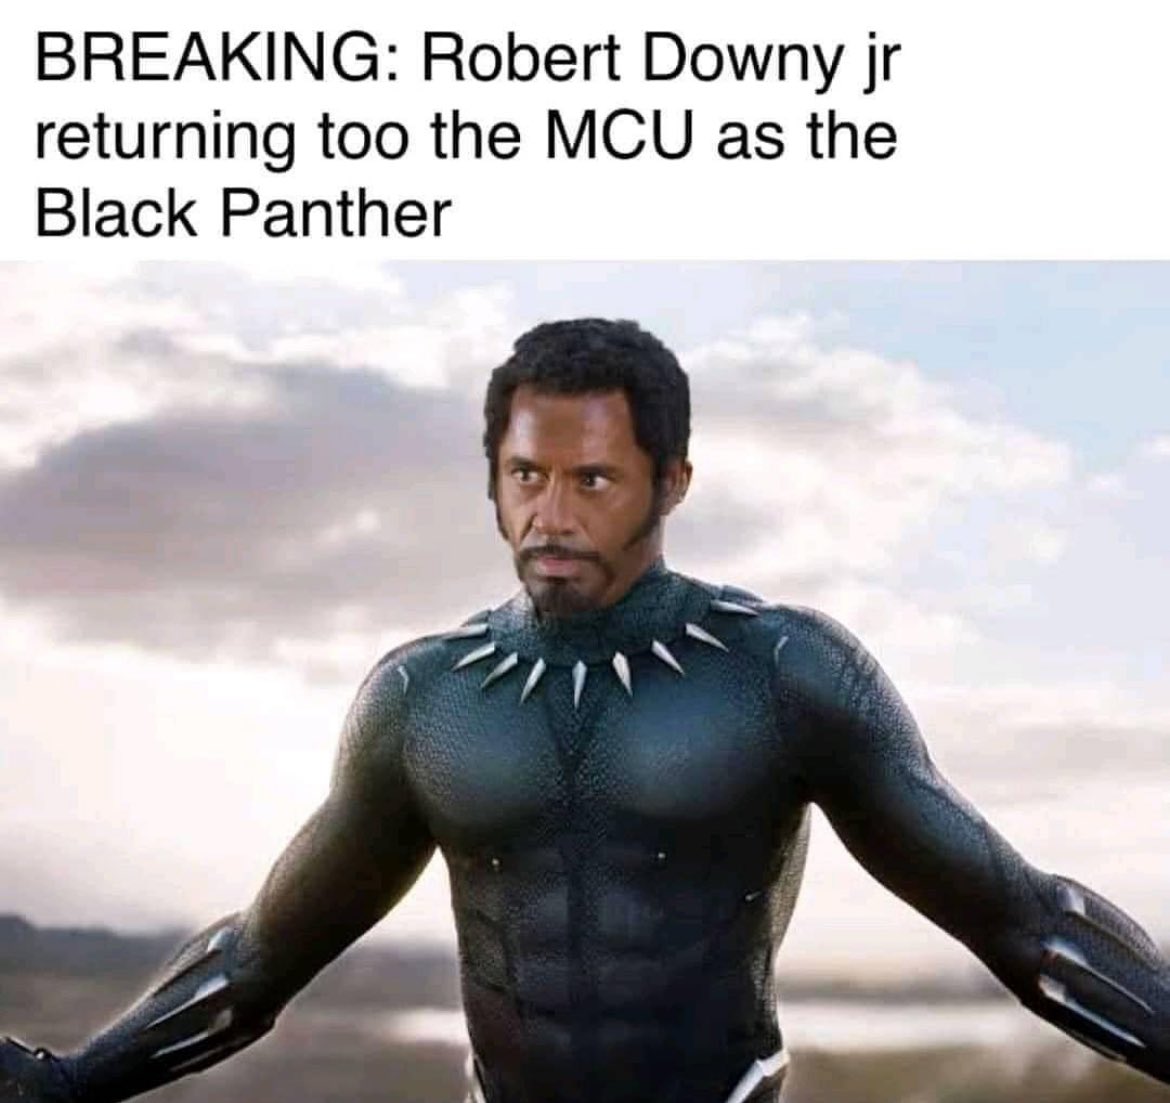 BREAKING: Robert Downy jr
returning too the MCU as the
Black Panther